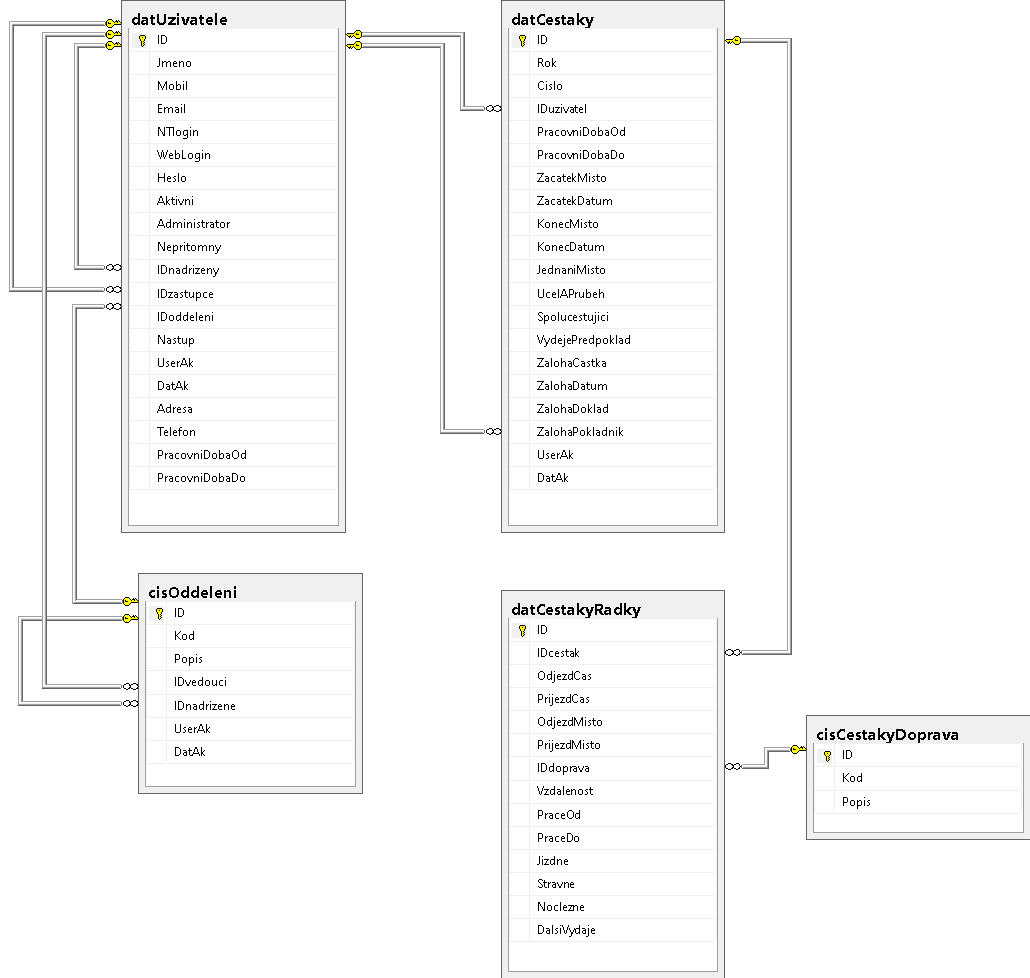 datUzivatele
ID
Jmeno
Mobil
Email
NTlogin
WebLogin
Heslo
Aktivni
Administrator
Nepritomny
IDnadrizeny
IDzastupce
IDoddeleni
Nastup
UserAk
DatAk
Adresa
Telefon
PracovniDobaOd
PracovniDobaDo
datCestaky
ID
Rok
Cislo
IDuzivatel
PracovniDobaOd
PracovniDobaDo
ZacatekMisto
ZacatekDatum
KonecMisto
KonecDatum
JednaniMisto
UcelAPrubeh
Spolucestujici
VydejePredpoklad
ZalohaCastka
ZalohaDatum
ZalohaDoklad
ZalohaPokladnik
UserAk
DatAk
cisOddeleni
ID
Kod
Popis
IDvedouci
IDnadrizene
UserAk
DatAk
datCestakyRadky
ID
IDcestak
OdjezdCas
PrijezdCas
OdjezdMisto
PrijezdMisto
IDdoprava
Vzdalenost
PraceOd
PraceDo
Jizdne
Stravne
Noclezne
DalsiVydaje
cisCestakyDoprava
ID
Kod
Popis